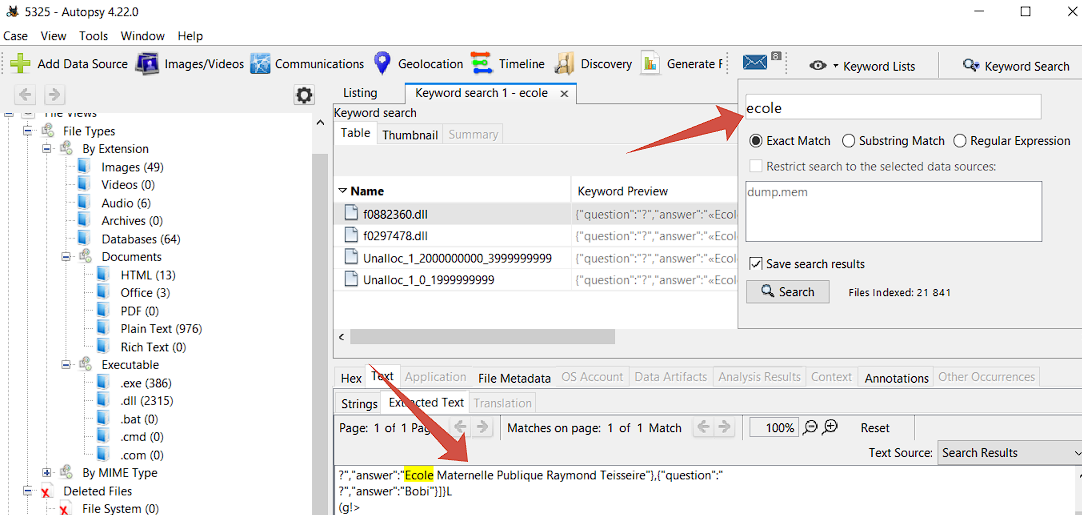 5325 - Autopsy 4.22.0
Case View Tools Window Help
Add Data Source Images/Videos Communications Geolocation Timeline Discovery Generate F Keyword Lists Keyword Search
Listing Keyword search 1 - ecole
Keyword search
Table Thumbnail Summary
Name Keyword Preview
f0882360.dll {"question":"?","answer":"«Ecol
f0297478.dll {"question":"?","answer":"«Ecol
Unalloc_1_2000000000_3999999999 {"question":"?","answer":"«Ecol
Unalloc_1_0_1999999999 {"question":"?","answer":"«Ecol
ecole
Exact Match Substring Match Regular Expression
Restrict search to the selected data sources:
dump.mem
Save search results
Search Files Indexed: 21 841
File Views
File Types
By Extension
Images (49)
Videos (0)
Audio (6)
Archives (0)
Databases (64)
Documents
HTML (13)
Office (3)
PDF (0)
Plain Text (976)
Rich Text (0)
Executable
.exe (386)
.dll (2315)
.bat (0)
.cmd (0)
.com (0)
By MIME Type
Deleted Files
File System (0)
Hex Text Application File Metadata OS Account Data Artifacts Analysis Results Context Annotations Other Occurrences
Strings Extracted Text Translation
Page: 1 of 1 Page Matches on page: 1 of 1 Match 100% Reset
Text Source: Search Results
?","answer":"Ecole Maternelle Publique Raymond Teisseire"},{"question":"
?","answer":"Bobi"}]}L
(g!>